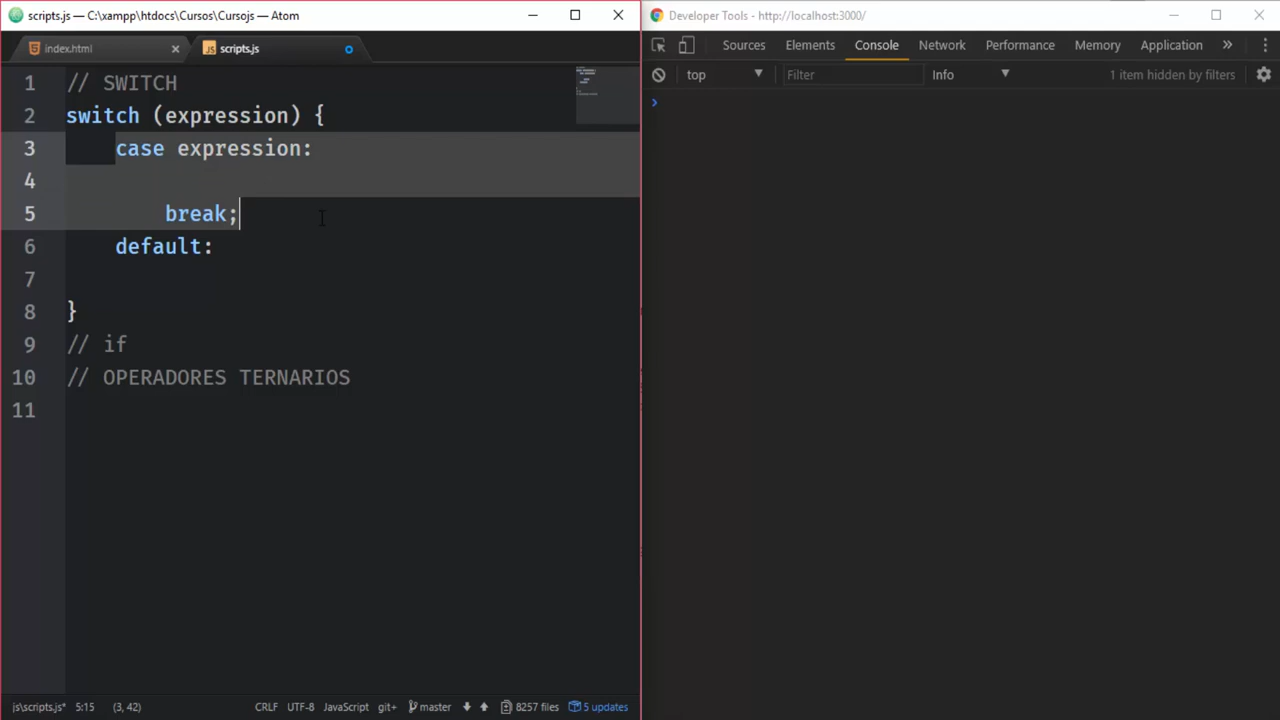 scripts.js — C:\xampp\htdocs\Cursos\Cursojs — Atom
index.html
scripts.js
1 // SWITCH
2 switch (expression) {
3 case expression:
4
5 break;
6 default:
7
8 }
9 // if
10 // OPERADORES TERNARIOS
11
js\scripts.js* 5:15 (3, 42) CRLF UTF-8 JavaScript git+ master 8257 files 5 updates
Developer Tools - http://localhost:3000/
Sources Elements Console Network Performance Memory Application »
top Filter Info 1 item hidden by filters